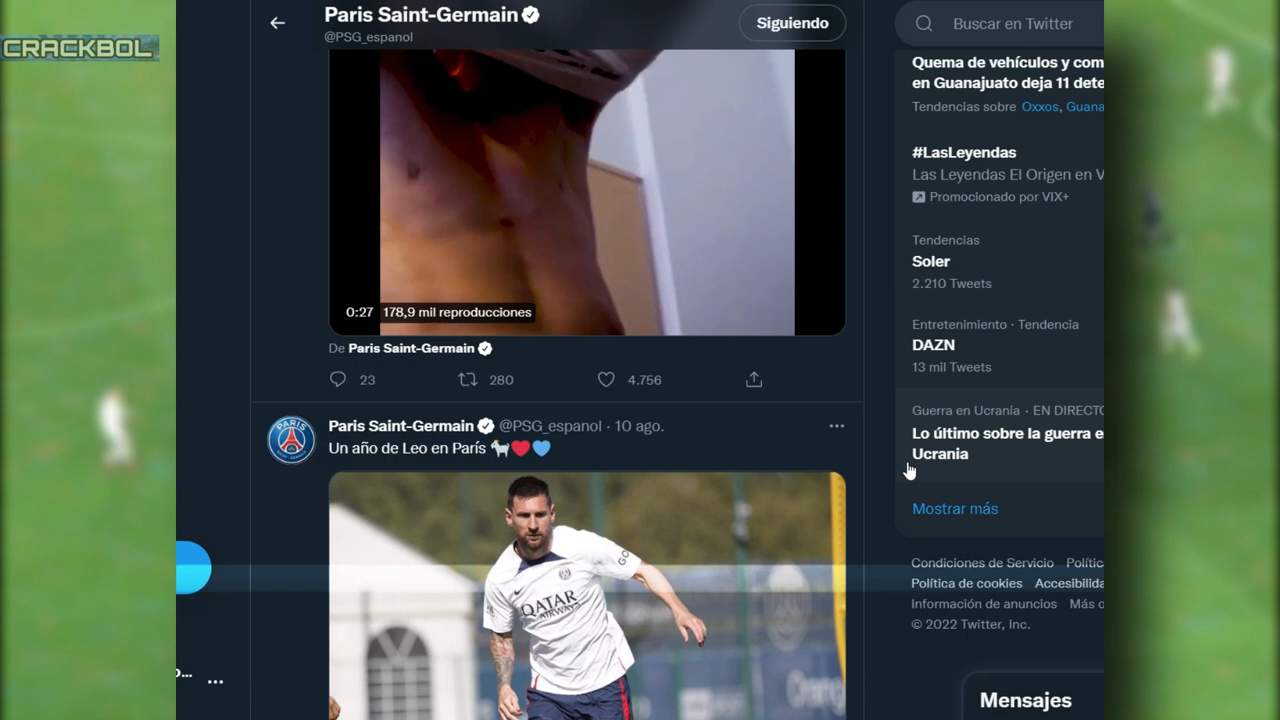 CRACKBOL
Paris Saint-Germain
@PSG_espanol
Siguiendo
Buscar en Twitter
0:27 178,9 mil reproducciones
De Paris Saint-Germain
23 280 4.756
Paris Saint-Germain @PSG_espanol · 10 ago.
Un año de Leo en París 🐐❤️💙
PARIS
QATAR
AIRWAYS
GO
Orang
Quema de vehículos y com
en Guanajuato deja 11 dete
Tendencias sobre Oxxos, Guana
#LasLeyendas
Las Leyendas El Origen en V
Promocionado por VIX+
Tendencias
Soler
2.210 Tweets
Entretenimiento · Tendencia
DAZN
13 mil Tweets
Guerra en Ucrania · EN DIRECTO
Lo último sobre la guerra e
Ucrania
Mostrar más
Condiciones de Servicio Polític
Política de cookies Accesibilida
Información de anuncios Más o
© 2022 Twitter, Inc.
Mensajes